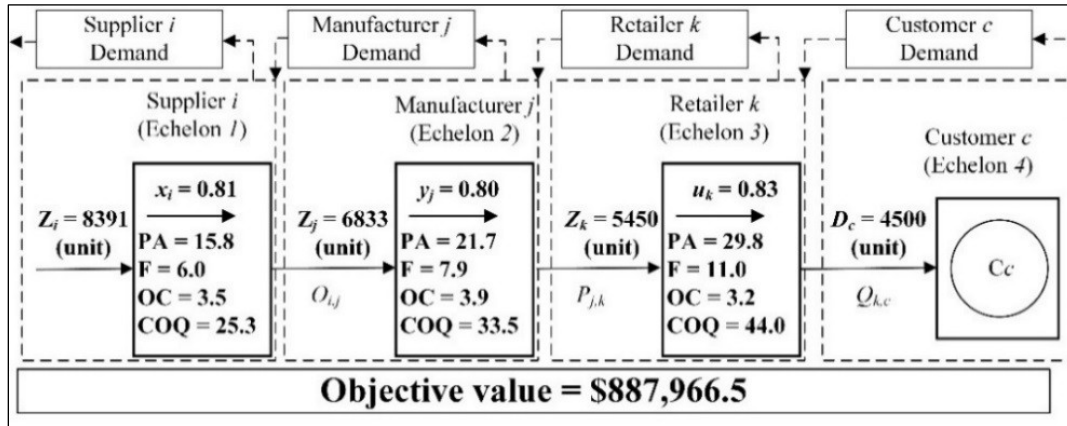 Supplier i
Demand
Manufacturer j
Demand
Retailer k
Demand
Customer c
Demand
Supplier i
(Echelon 1)
Manufacturer j
(Echelon 2)
Retailer k
(Echelon 3)
Customer c
(Echelon 4)
Zi = 8391
(unit)
xi = 0.81
PA = 15.8
F = 6.0
OC = 3.5
COQ = 25.3
Zj = 6833
(unit)
Oi,j
yj = 0.80
PA = 21.7
F = 7.9
OC = 3.9
COQ = 33.5
Zk = 5450
(unit)
Pj,k
uk = 0.83
PA = 29.8
F = 11.0
OC = 3.2
COQ = 44.0
Dc = 4500
(unit)
Qk,c
Cc
Objective value = $887,966.5